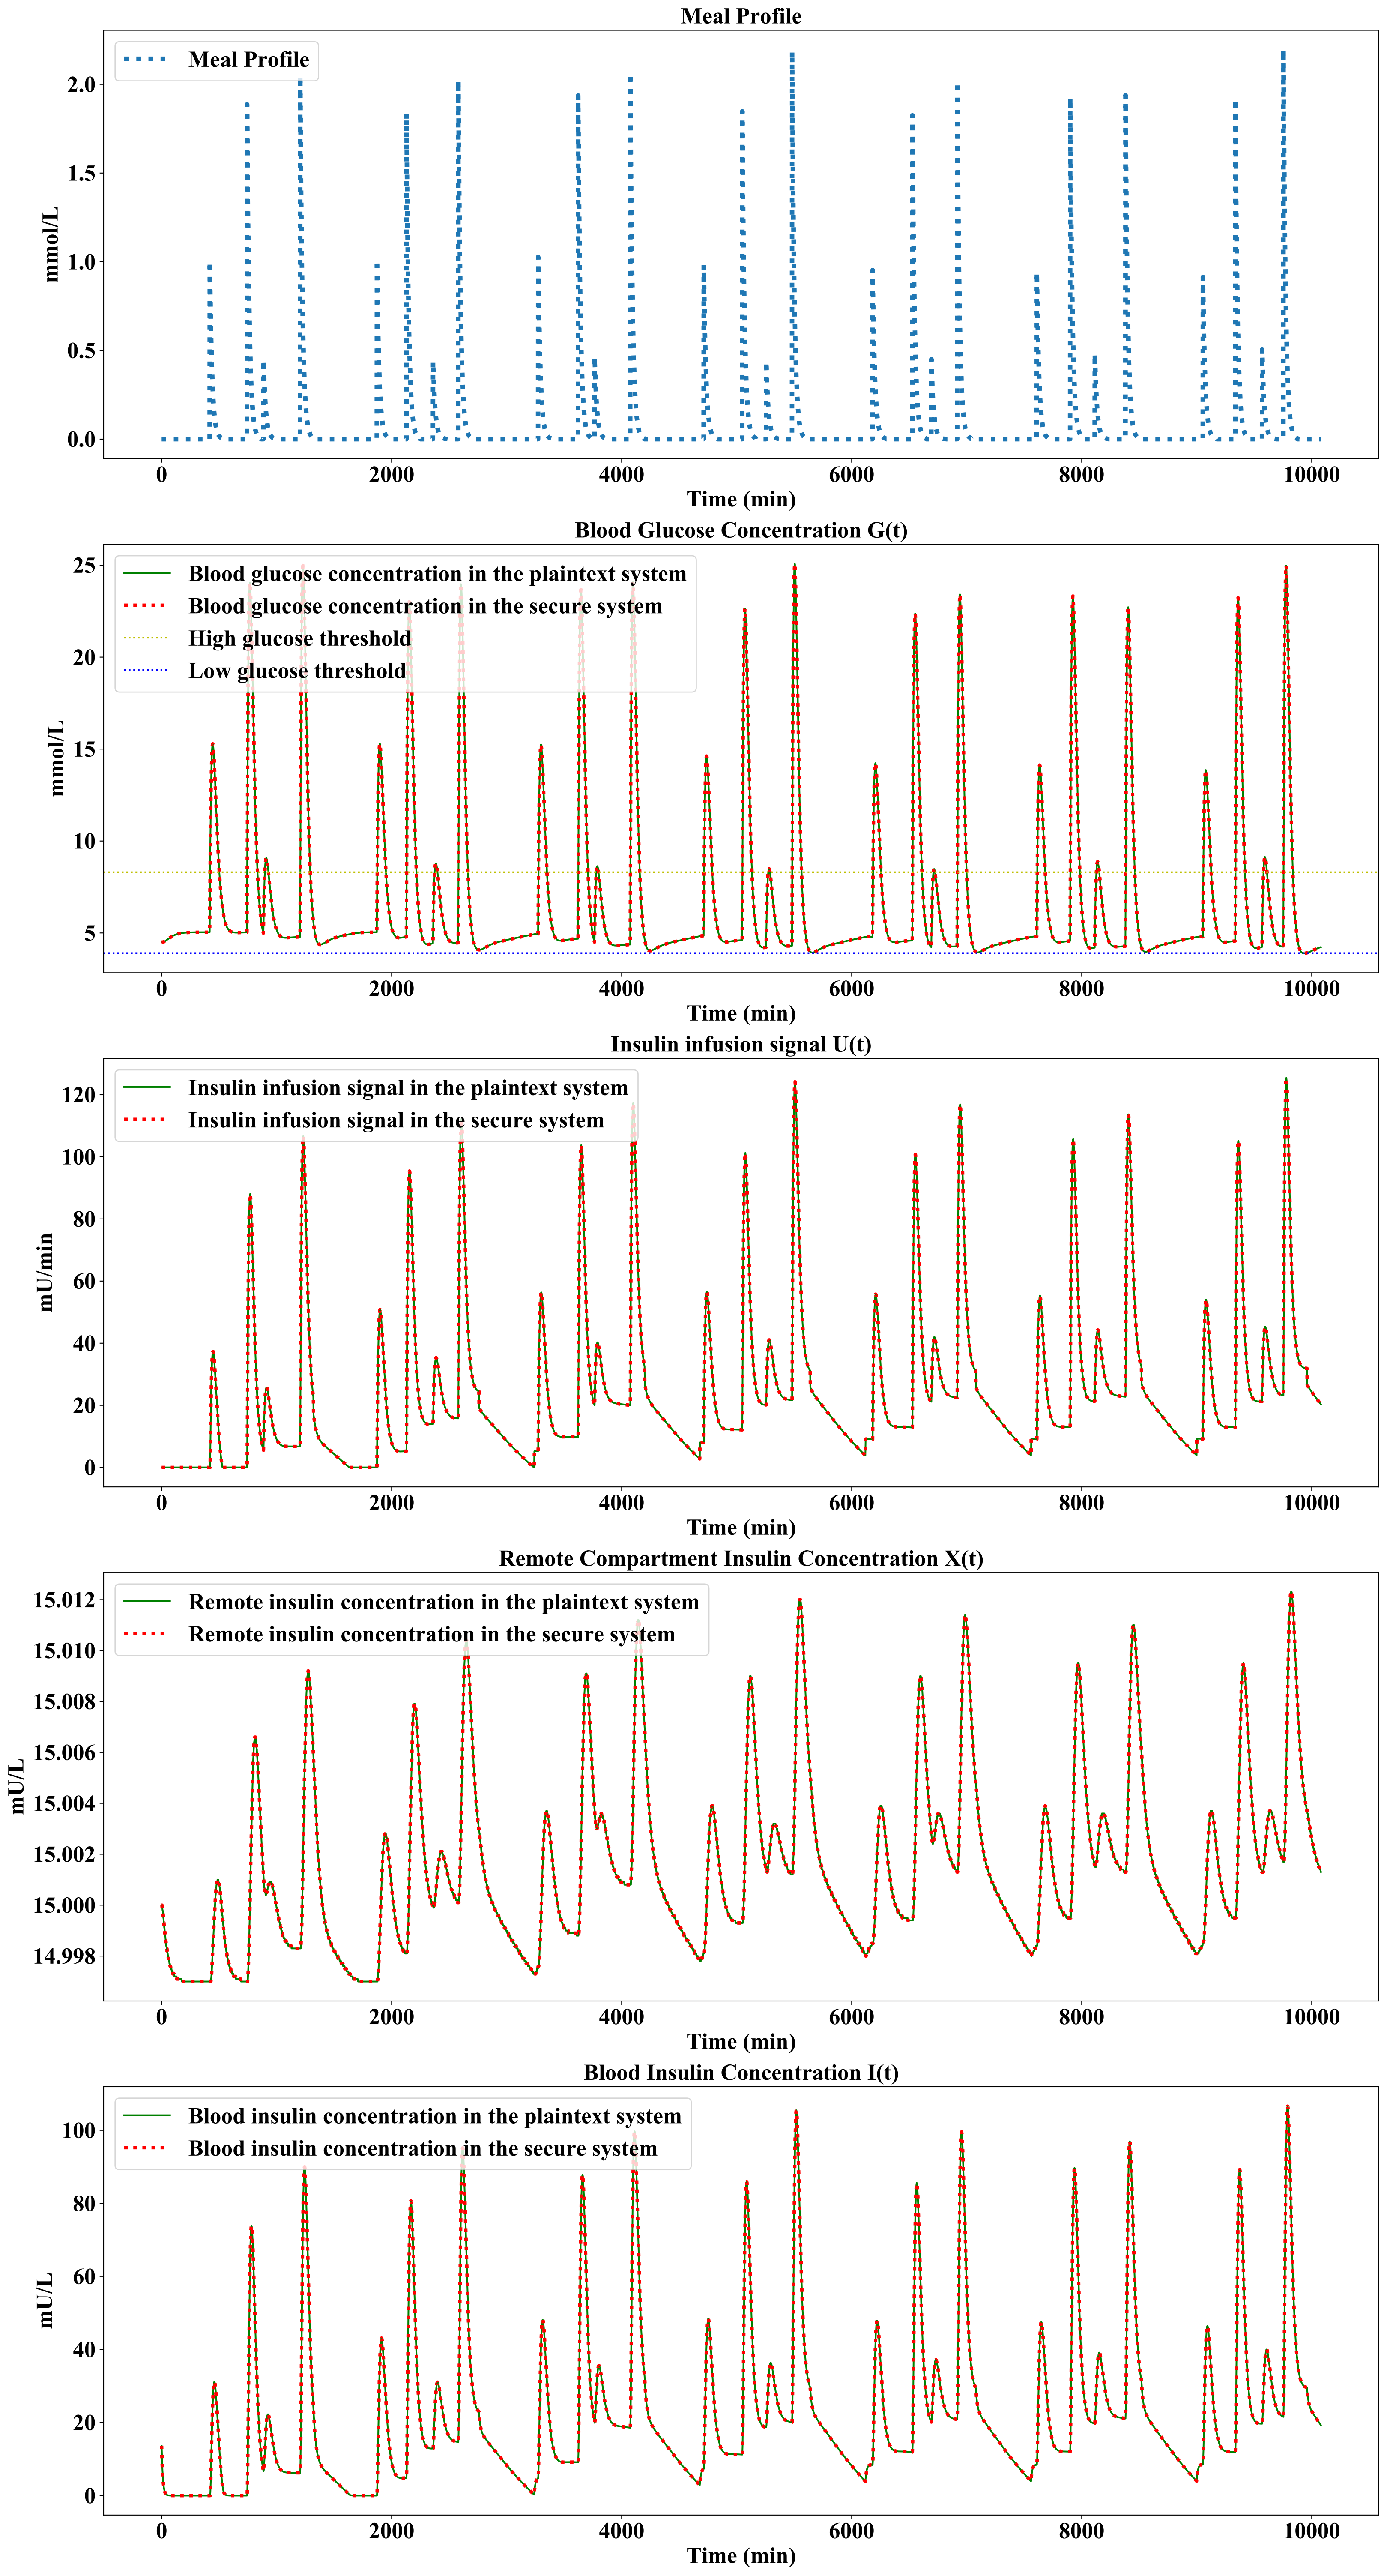 Meal Profile
Meal Profile
mmol/L
2.0
1.5
1.0
0.5
0.0
0 2000 4000 6000 8000 10000
Time (min)
Blood Glucose Concentration G(t)
Blood glucose concentration in the plaintext system
Blood glucose concentration in the secure system
High glucose threshold
Low glucose threshold
mmol/L
25
20
15
10
5
0 2000 4000 6000 8000 10000
Time (min)
Insulin infusion signal U(t)
Insulin infusion signal in the plaintext system
Insulin infusion signal in the secure system
mU/min
120
100
80
60
40
20
0
0 2000 4000 6000 8000 10000
Time (min)
Remote Compartment Insulin Concentration X(t)
Remote insulin concentration in the plaintext system
Remote insulin concentration in the secure system
mU/L
15.012
15.010
15.008
15.006
15.004
15.002
15.000
14.998
0 2000 4000 6000 8000 10000
Time (min)
Blood Insulin Concentration I(t)
Blood insulin concentration in the plaintext system
Blood insulin concentration in the secure system
mU/L
100
80
60
40
20
0
0 2000 4000 6000 8000 10000
Time (min)